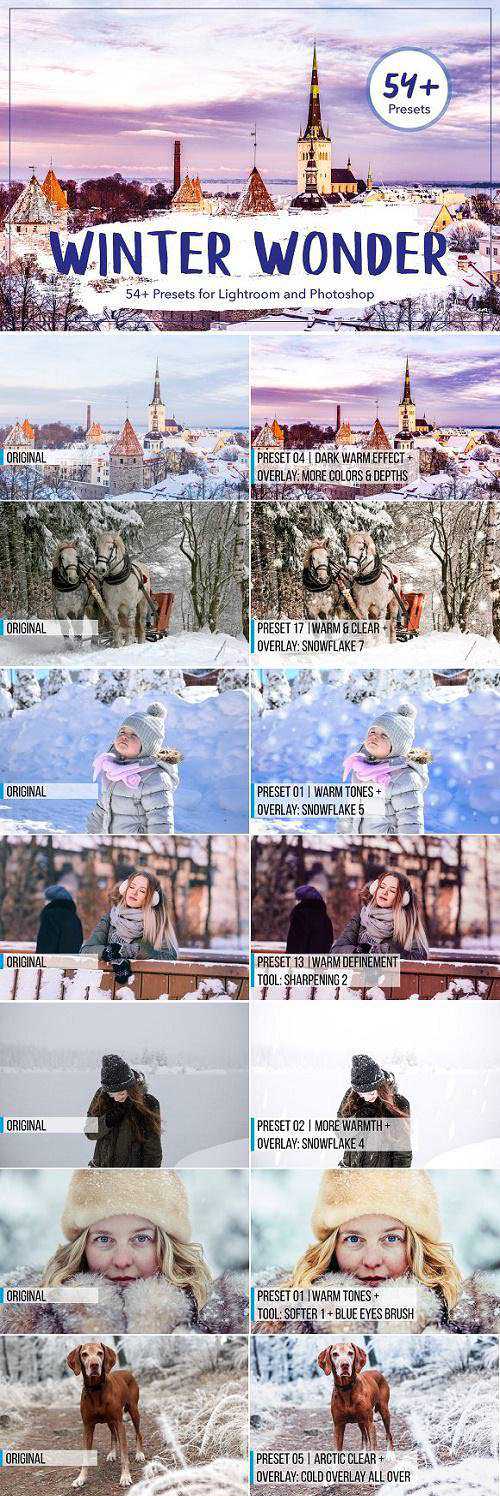 54+
Presets
WINTER WONDER
54+ Presets for Lightroom and Photoshop
ORIGINAL
PRESET 04 | DARK WARM EFFECT +
OVERLAY: MORE COLORS & DEPTHS
ORIGINAL
PRESET 17 | WARM & CLEAR +
OVERLAY: SNOWFLAKE 7
ORIGINAL
PRESET 01 | WARM TONES +
OVERLAY: SNOWFLAKE 5
ORIGINAL
PRESET 13 | WARM DEFINEMENT
TOOL: SHARPENING 2
ORIGINAL
PRESET 02 | MORE WARMTH +
OVERLAY: SNOWFLAKE 4
ORIGINAL
PRESET 01 | WARM TONES +
TOOL: SOFTER 1 + BLUE EYES BRUSH
ORIGINAL
PRESET 05 | ARCTIC CLEAR +
OVERLAY: COLD OVERLAY ALL OVER